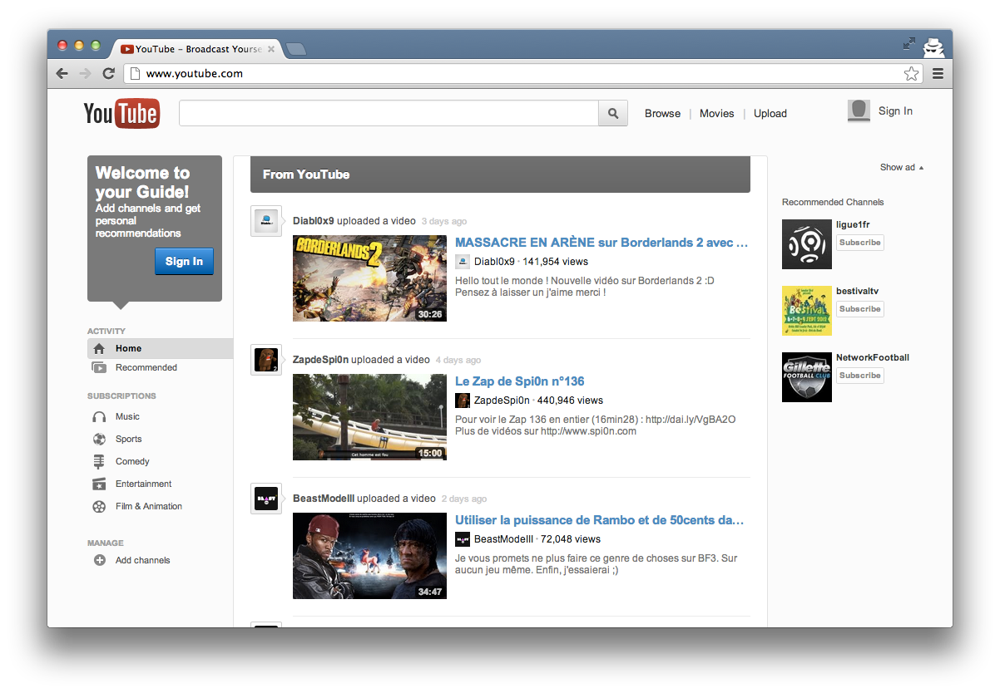 YouTube – Broadcast Yourse
www.youtube.com
YouTube
Browse | Movies | Upload
Sign In
Welcome to
your Guide!
Add channels and get
personal
recommendations
Sign In
ACTIVITY
Home
Recommended
SUBSCRIPTIONS
Music
Sports
Comedy
Entertainment
Film & Animation
MANAGE
Add channels
From YouTube
Diabl0x9 uploaded a video 3 days ago
BORDERLANDS 2
30:26
MASSACRE EN ARÈNE sur Borderlands 2 avec ...
Diabl0x9 · 141,954 views
Hello tout le monde ! Nouvelle vidéo sur Borderlands 2 :D
Pensez à laisser un j'aime merci !
ZapdeSpi0n uploaded a video 4 days ago
Cet homme est fou
15:00
Le Zap de Spi0n n°136
ZapdeSpi0n · 440,946 views
Pour voir le Zap 136 en entier (16min28) : http://dai.ly/VgBA2O
Plus de vidéos sur http://www.spi0n.com
BeastModeIII uploaded a video 2 days ago
34:47
Utiliser la puissance de Rambo et de 50cents da...
BeastModeIII · 72,048 views
Je vous promets ne plus faire ce genre de choses sur BF3. Sur
aucun jeu même. Enfin, j'essaierai ;)
Show ad
Recommended Channels
ligue1fr
Subscribe
BESTIVAL
bestivaltv
Subscribe
Gillette
FOOTBALL CLUB
NetworkFootball
Subscribe